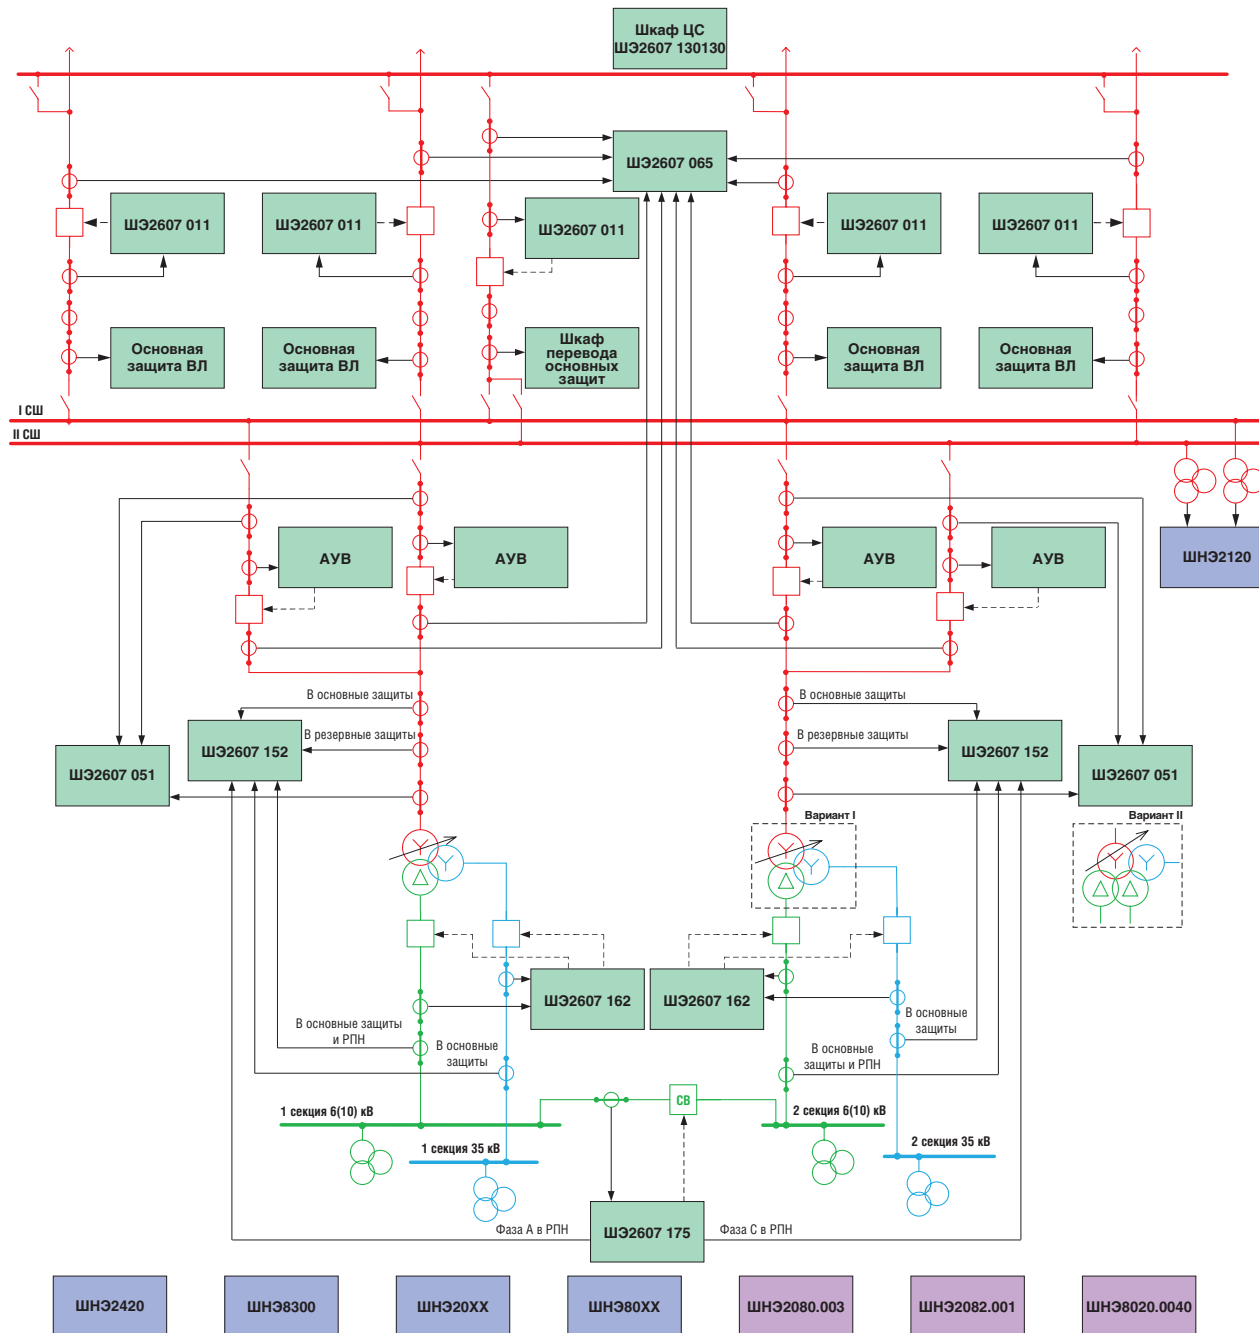 Шкаф ЦС
ШЭ2607 130130
ШЭ2607 065
ШЭ2607 011
ШЭ2607 011
ШЭ2607 011
ШЭ2607 011
ШЭ2607 011
Основная
защита ВЛ
Основная
защита ВЛ
Шкаф
перевода
основных
защит
Основная
защита ВЛ
Основная
защита ВЛ
I СШ
II СШ
АУВ
АУВ
АУВ
АУВ
ШНЭ2120
В основные защиты
В основные защиты
ШЭ2607 152
В резервные защиты
В резервные защиты
ШЭ2607 152
ШЭ2607 051
ШЭ2607 051
Вариант I
Вариант II
ШЭ2607 162
ШЭ2607 162
В основные защиты
и РПН
В основные
защиты
В основные
защиты и РПН
В основные
защиты
1 секция 6(10) кВ
СВ
2 секция 6(10) кВ
1 секция 35 кВ
2 секция 35 кВ
Фаза А в РПН
ШЭ2607 175
Фаза С в РПН
ШНЭ2420
ШНЭ8300
ШНЭ20ХХ
ШНЭ80ХХ
ШНЭ2080.003
ШНЭ2082.001
ШНЭ8020.0040